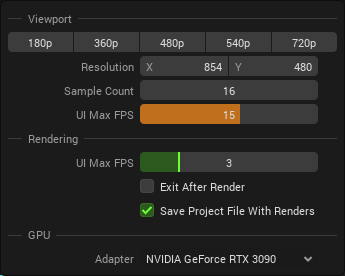 Viewport
180p 360p 480p 540p 720p
Resolution X 854 Y 480
Sample Count 16
UI Max FPS 15
Rendering
UI Max FPS 3
Exit After Render
Save Project File With Renders
GPU
Adapter NVIDIA GeForce RTX 3090